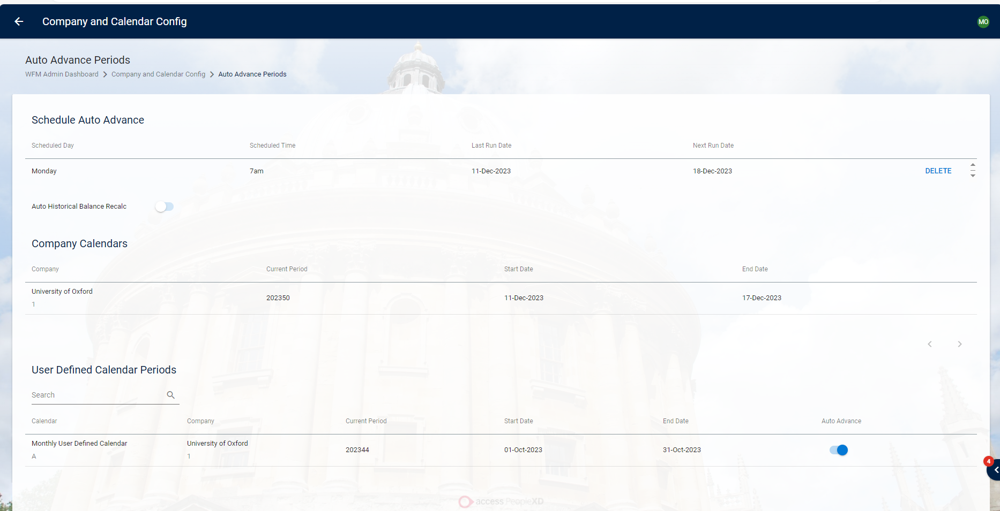 Company and Calendar Config
MO
Auto Advance Periods
WFM Admin Dashboard > Company and Calendar Config > Auto Advance Periods
Schedule Auto Advance
Scheduled Day Scheduled Time Last Run Date Next Run Date
Monday 7am 11-Dec-2023 18-Dec-2023 DELETE
Auto Historical Balance Recalc
Company Calendars
Company Current Period Start Date End Date
University of Oxford
1
202350 11-Dec-2023 17-Dec-2023
User Defined Calendar Periods
Search
Calendar Company Current Period Start Date End Date Auto Advance
Monthly User Defined Calendar University of Oxford
A 1
202344 01-Oct-2023 31-Oct-2023
4
access PeopleXD